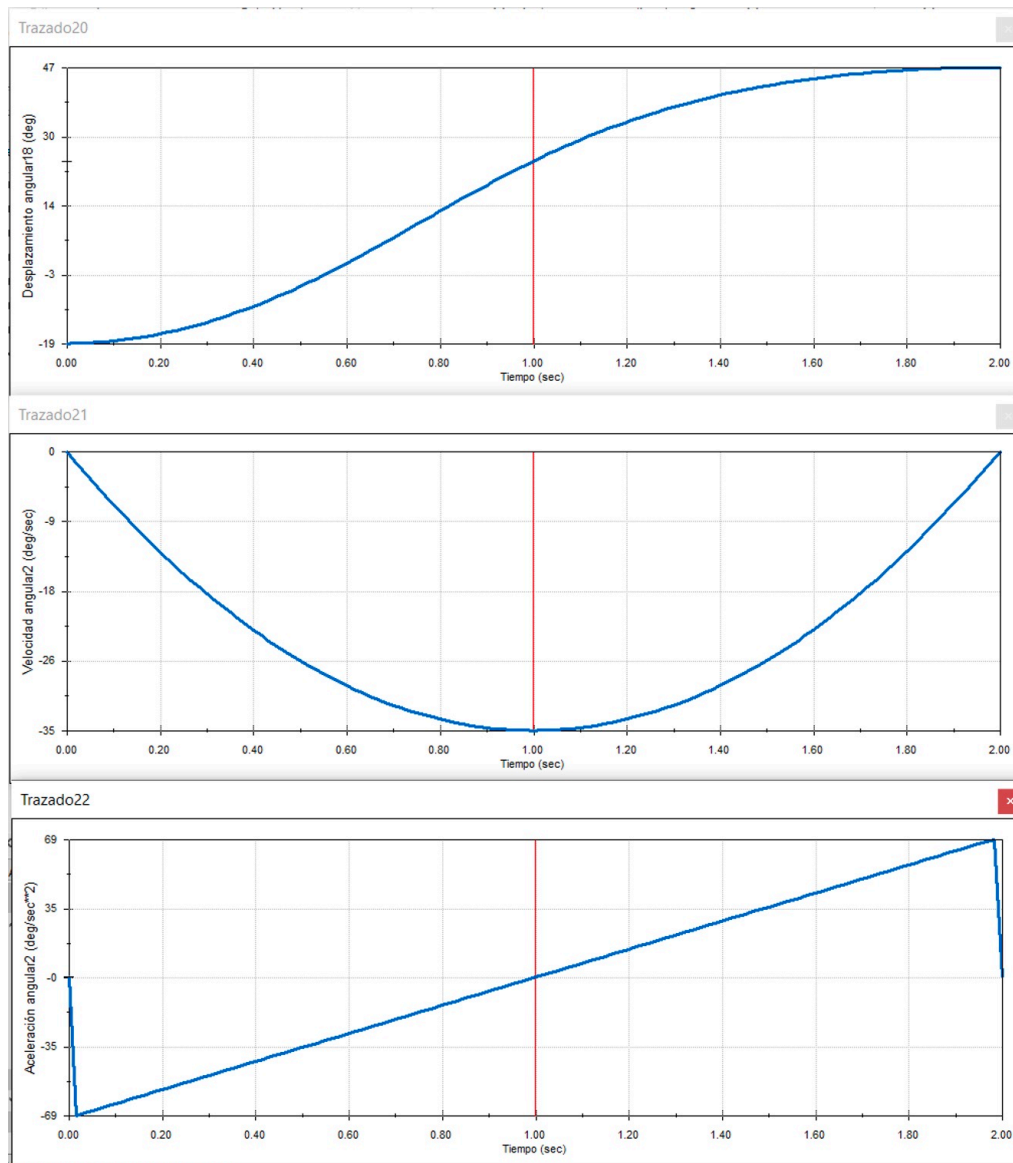 Trazado20
Desplazamiento angular18 (deg)
47
30
14
-3
-19
0.00 0.20 0.40 0.60 0.80 1.00 1.20 1.40 1.60 1.80 2.00
Tiempo (sec)
Trazado21
Velocidad angular2 (deg/sec)
0
-9
-18
-26
-35
0.00 0.20 0.40 0.60 0.80 1.00 1.20 1.40 1.60 1.80 2.00
Tiempo (sec)
Trazado22
Aceleración angular2 (deg/sec**2)
69
35
-0
-35
-69
0.00 0.20 0.40 0.60 0.80 1.00 1.20 1.40 1.60 1.80 2.00
Tiempo (sec)